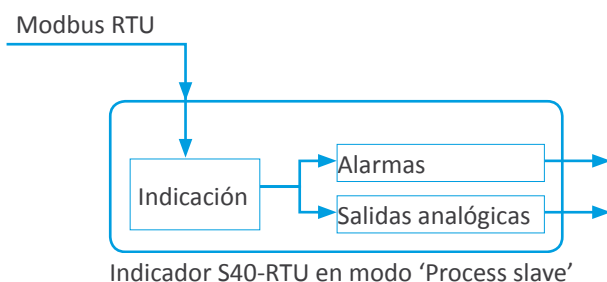 Modbus RTU
Alarmas
Indicación
Salidas analógicas
Indicador S40-RTU en modo ‘Process slave’